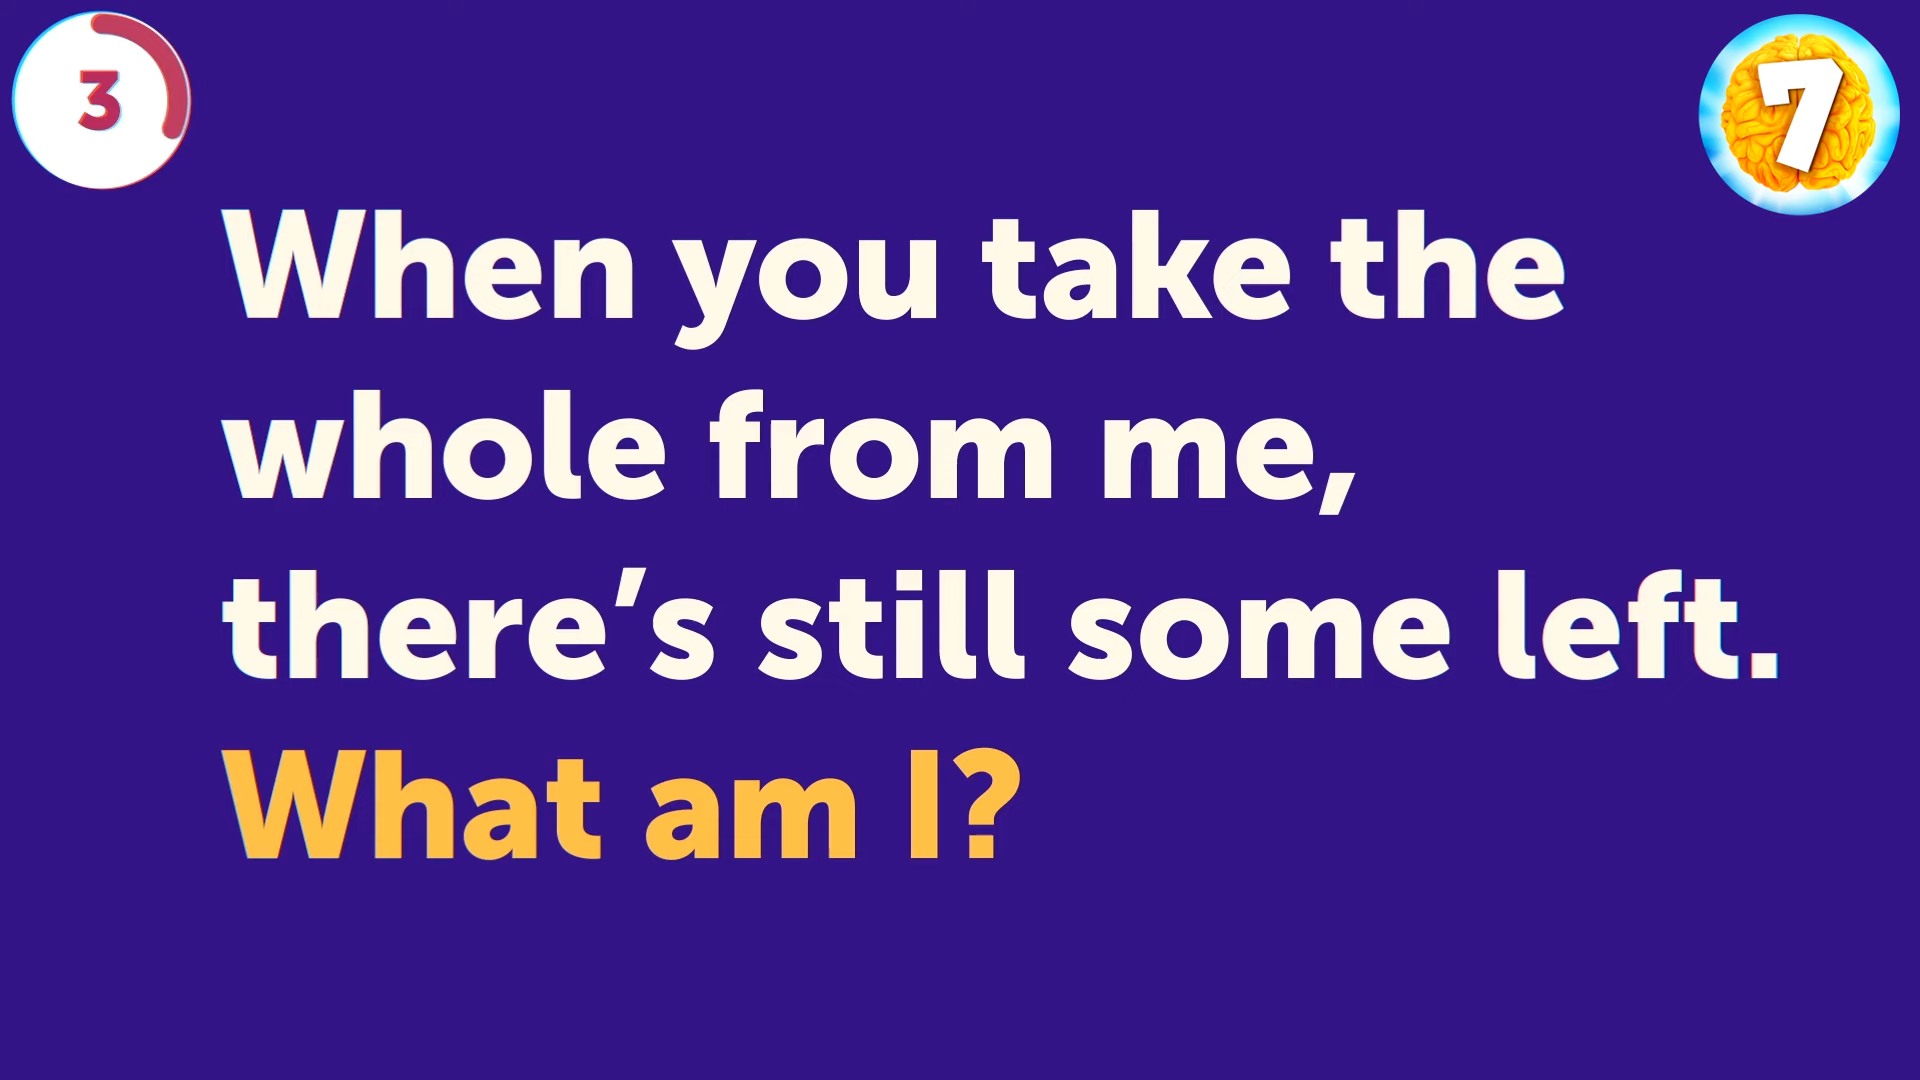 3
7
When you take the
whole from me,
there’s still some left.
What am I?